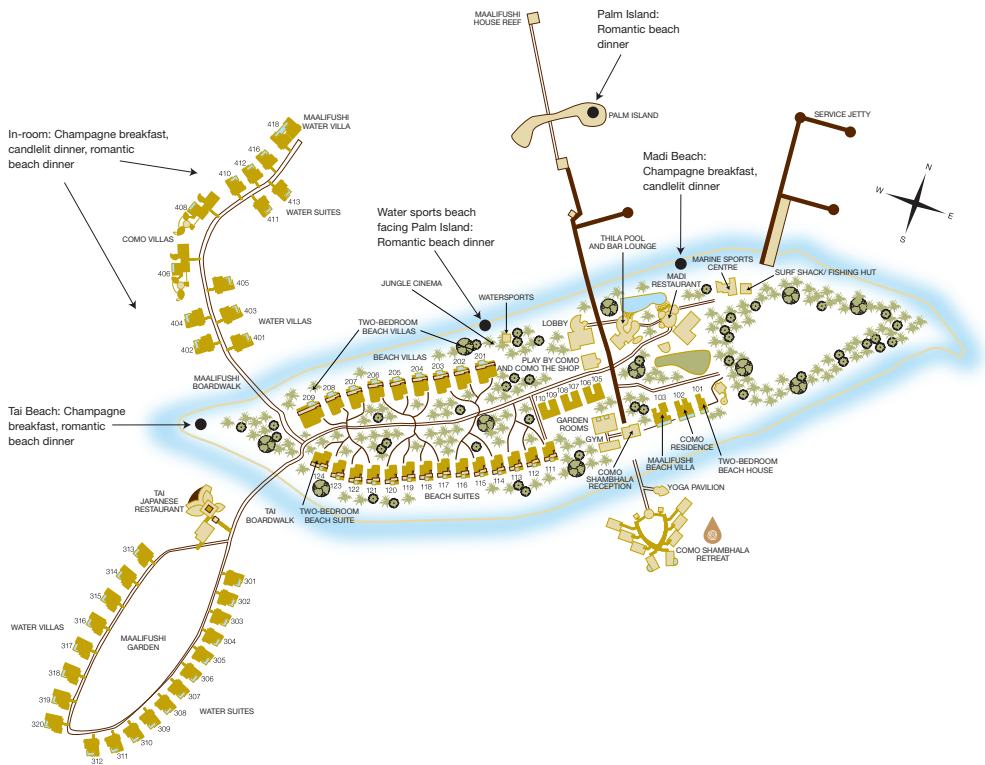 MAALIFUSHI
HOUSE REEF
Palm Island:
Romantic beach
dinner
PALM ISLAND
SERVICE JETTY
In-room: Champagne breakfast,
candlelit dinner, romantic
beach dinner
MAALIFUSHI
WATER VILLA
418
416
412
410
413
411
408
WATER SUITES
COMO VILLAS
406
405
403
404
401
402
WATER VILLAS
MAALIFUSHI
BOARDWALK
Madi Beach:
Champagne breakfast,
candlelit dinner
N
W
E
S
Water sports beach
facing Palm Island:
Romantic beach dinner
THILA POOL
AND BAR LOUNGE
MARINE SPORTS
CENTRE
SURF SHACK/ FISHING HUT
MADI
RESTAURANT
JUNGLE CINEMA
WATERSPORTS
TWO-BEDROOM
BEACH VILLAS
LOBBY
BEACH VILLAS
PLAY BY COMO
AND COMO THE SHOP
201
202
203
204
205
206
207
208
209
105
106
107
108
109
110
101
102
103
GARDEN
ROOMS
GYM
COMO
RESIDENCE
MAALIFUSHI
BEACH VILLA
TWO-BEDROOM
BEACH HOUSE
COMO
SHAMBHALA
RECEPTION
YOGA PAVILION
COMO SHAMBHALA
RETREAT
Tai Beach: Champagne
breakfast, romantic
beach dinner
124
123
122
121
120
119
118
117
116
115
114
113
112
111
BEACH SUITES
TWO-BEDROOM
BEACH SUITE
TAI
BOARDWALK
TAI
JAPANESE
RESTAURANT
313
314
315
316
317
318
319
320
WATER VILLAS
MAALIFUSHI
GARDEN
301
302
303
304
305
306
307
308
309
310
311
312
WATER SUITES